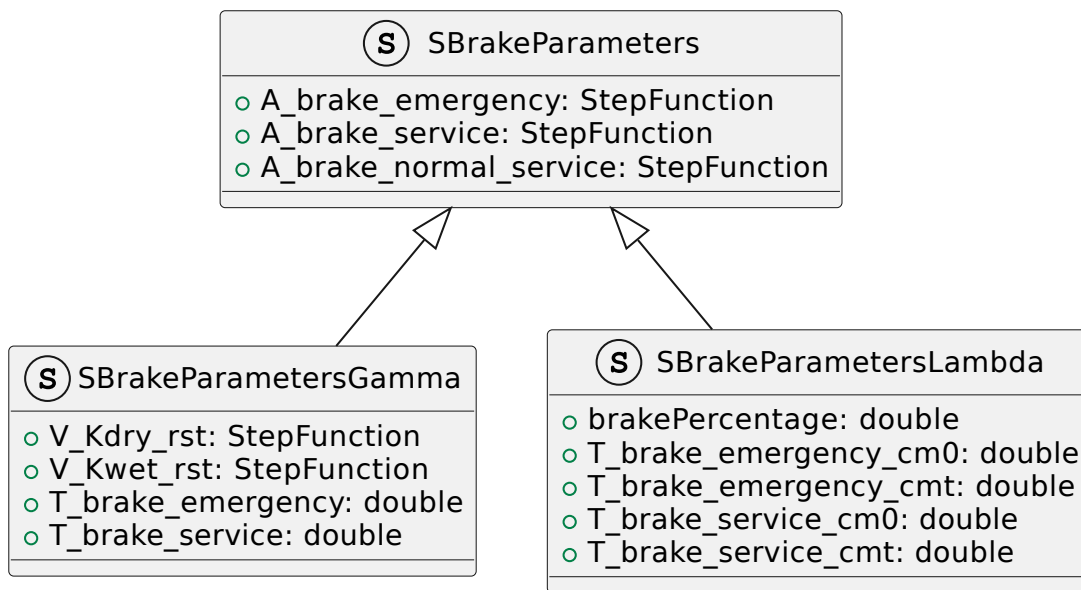 S SBrakeParameters
A_brake_emergency: StepFunction
A_brake_service: StepFunction
A_brake_normal_service: StepFunction
S SBrakeParametersGamma
V_Kdry_rst: StepFunction
V_Kwet_rst: StepFunction
T_brake_emergency: double
T_brake_service: double
S SBrakeParametersLambda
brakePercentage: double
T_brake_emergency_cm0: double
T_brake_emergency_cmt: double
T_brake_service_cm0: double
T_brake_service_cmt: double